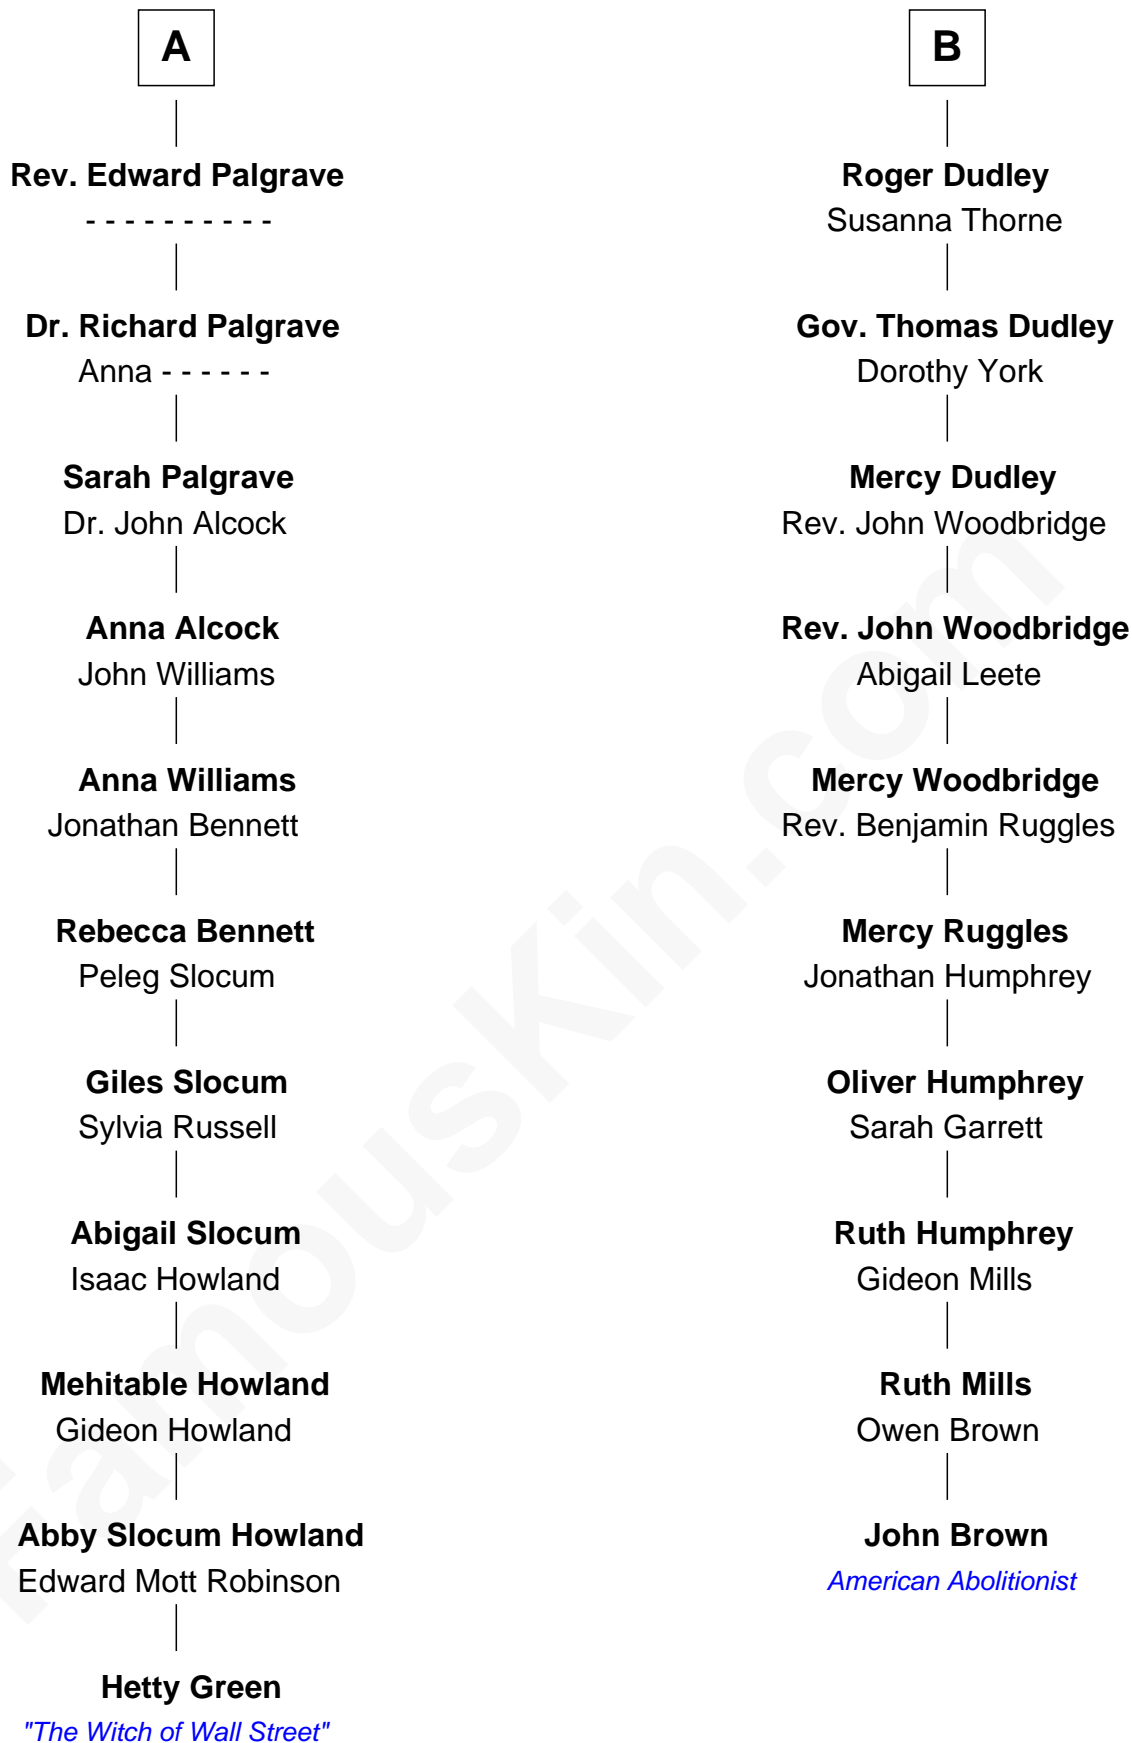 A
Rev. Edward Palgrave
- - - - - - - - - -
Dr. Richard Palgrave
Anna - - - - - -
Sarah Palgrave
Dr. John Alcock
Anna Alcock
John Williams
Anna Williams
Jonathan Bennett
Rebecca Bennett
Peleg Slocum
Giles Slocum
Sylvia Russell
Abigail Slocum
Isaac Howland
Mehitable Howland
Gideon Howland
Abby Slocum Howland
Edward Mott Robinson
Hetty Green
"The Witch of Wall Street"
B
Roger Dudley
Susanna Thorne
Gov. Thomas Dudley
Dorothy York
Mercy Dudley
Rev. John Woodbridge
Rev. John Woodbridge
Abigail Leete
Mercy Woodbridge
Rev. Benjamin Ruggles
Mercy Ruggles
Jonathan Humphrey
Oliver Humphrey
Sarah Garrett
Ruth Humphrey
Gideon Mills
Ruth Mills
Owen Brown
John Brown
American Abolitionist
FamousKin.com